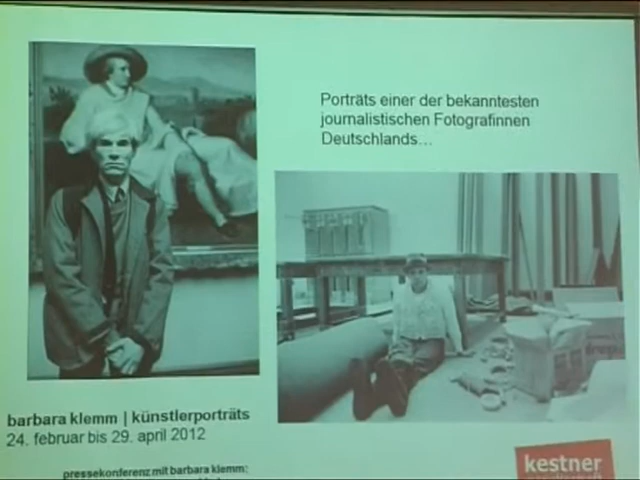 Porträts einer der bekanntesten
journalistischen Fotografinnen
Deutschlands...
barbara klemm | künstlerporträts
24. februar bis 29. april 2012
pressekonferenz mit barbara klemm:
kestner